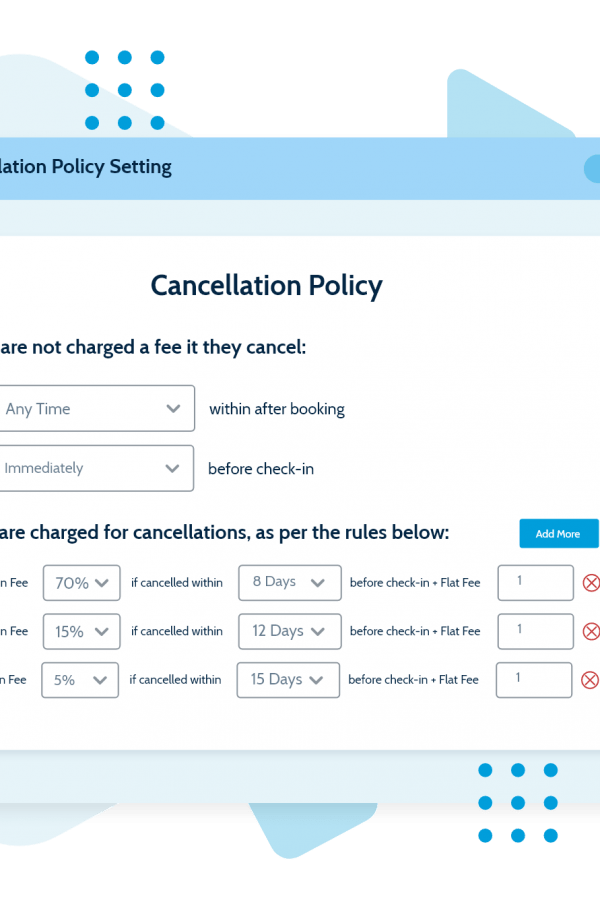 lation Policy Setting
Cancellation Policy
are not charged a fee it they cancel:
Any Time within after booking
Immediately before check-in
are charged for cancellations, as per the rules below: Add More
n Fee 70% if cancelled within 8 Days before check-in + Flat Fee 1
n Fee 15% if cancelled within 12 Days before check-in + Flat Fee 1
n Fee 5% if cancelled within 15 Days before check-in + Flat Fee 1